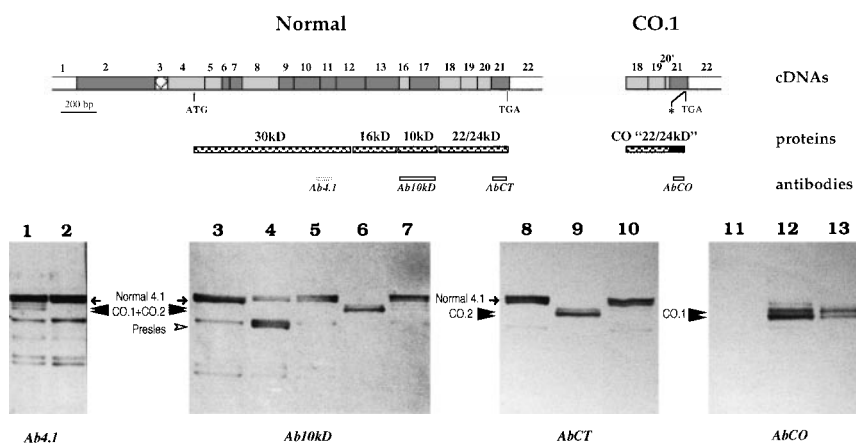 Normal CO.1
20'
1 2 3 4 5 6 7 8 9 10 11 12 13 16 17 18 19 20 21 22 18 19 21 22
cDNAs
200 bp
ATG TGA * TGA
30kD 16kD 10kD 22/24kD CO "22/24kD"
proteins
Ab4.1 Ab10kD AbCT AbCO
antibodies
1 2 3 4 5 6 7 8 9 10 11 12 13
Normal 4.1 Normal 4.1
CO.1+CO.2 CO.2 CO.1
Presles
Ab4.1 Ab10kD AbCT AbCO